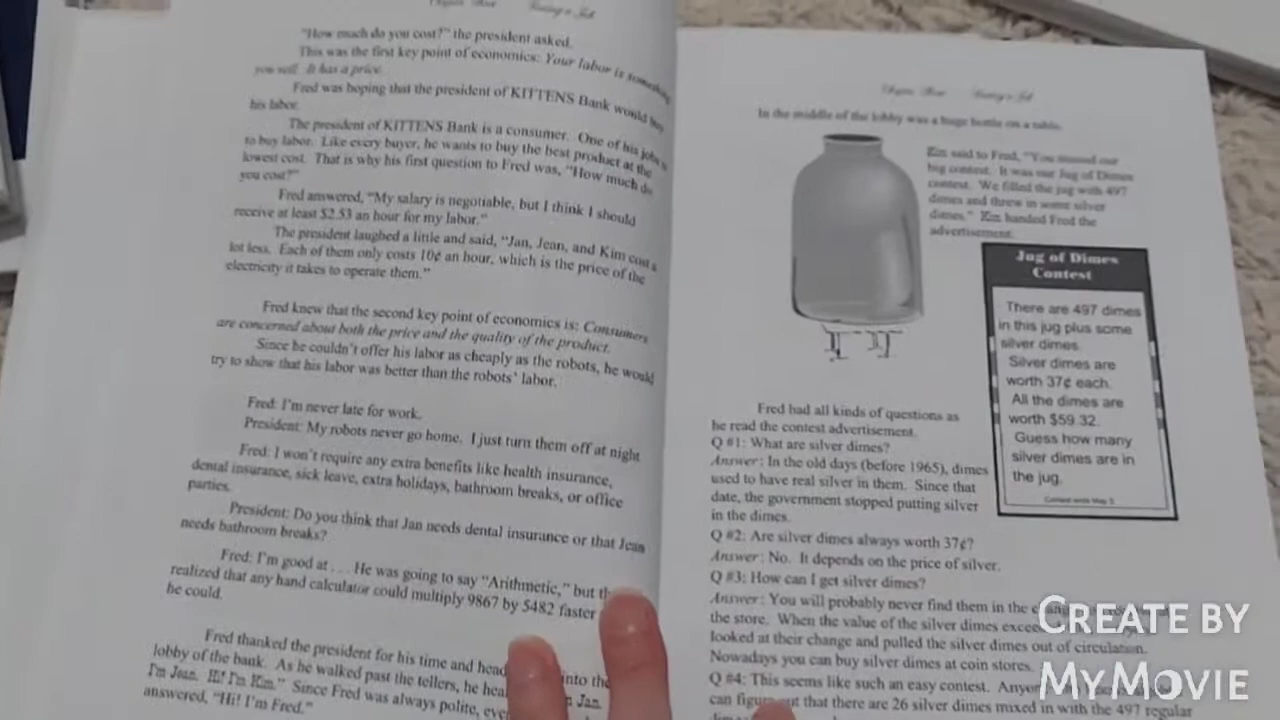 "How much do you cost?" the president asked.
This was the first key point of economics: Your labor is something
you sell. It has a price.
Fred was hoping that the president of KITTENS Bank would buy
his labor.
The president of KITTENS Bank is a consumer. One of his jobs is
to buy labor. Like every buyer, he wants to buy the best product at the
lowest cost. That is why his first question to Fred was, "How much do
you cost?"
Fred answered, "My salary is negotiable, but I think I should
receive at least $2.53 an hour for my labor."
The president laughed a little and said, "Jan, Jean, and Kim cost a
lot less. Each of them only costs 10¢ an hour, which is the price of the
electricity it takes to operate them."
Fred knew that the second key point of economics is: Consumers
are concerned about both the price and the quality of the product.
Since he couldn't offer his labor as cheaply as the robots, he would
try to show that his labor was better than the robots' labor.
Fred: I'm never late for work.
President: My robots never go home. I just turn them off at night
Fred: I won't require any extra benefits like health insurance,
dental insurance, sick leave, extra holidays, bathroom breaks, or office
parties.
President: Do you think that Jan needs dental insurance or that Jean
needs bathroom breaks?
Fred: I'm good at . . . He was going to say "Arithmetic," but
realized that any hand calculator could multiply 9867 by 5482 faster
he could.
Fred thanked the president for his time and into the
lobby of the bank. As he walked past the tellers, he Jan.
I'm Jean. Hi! I'm Kim." Since Fred was always polite,
answered, "Hi! I'm Fred."
In the middle of the lobby was a huge bottle on a table.
Kim said to Fred, "You missed our
big contest. It was our Jug of Dimes
contest. We filled the jug with 497
dimes and threw in some silver
dimes." Kim handed Fred the
advertisement.
Jug of Dimes
Contest
There are 497 dimes
in this jug plus some
silver dimes.
Silver dimes are
worth 37¢ each.
All the dimes are
worth $59.32.
Guess how many
silver dimes are in
the jug.
Fred had all kinds of questions as
he read the contest advertisement.
Q #1: What are silver dimes?
Answer: In the old days (before 1965), dimes
used to have real silver in them. Since that
date, the government stopped putting silver
in the dimes.
Q #2: Are silver dimes always worth 37¢?
Answer: No. It depends on the price of silver.
Q #3: How can I get silver dimes?
Answer: You will probably never find them in the
the store. When the value of the silver dimes
looked at their change and pulled the silver dimes out of circulation.
Nowadays you can buy silver dimes at coin stores.
Q #4: This seems like such an easy contest.
can figure out that there are 26 silver dimes mixed in with the 497 regular
CREATE BY
MYMOVIE